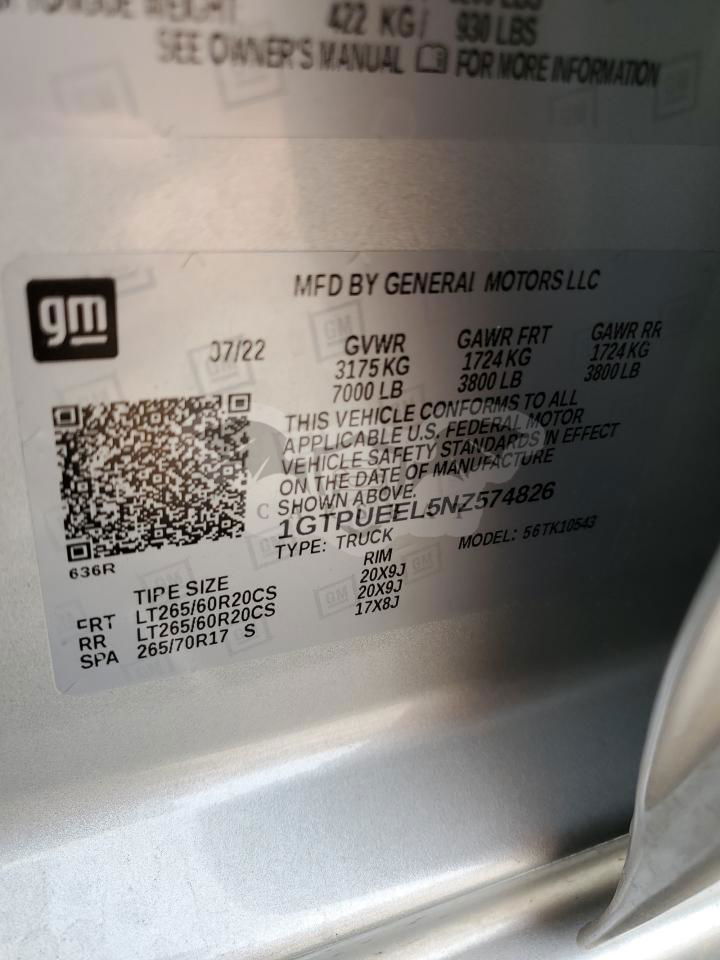 WEIGHT 422 KG/ 930 LBS
SEE OWNER'S MANUAL FOR MORE INFORMATION
gm
MFD BY GENERAL MOTORS LLC
07/22 GVWR GAWR FRT GAWR RR
3175 KG 1724 KG 1724 KG
7000 LB 3800 LB 3800 LB
THIS VEHICLE CONFORMS TO ALL
APPLICABLE U.S. FEDERAL MOTOR
VEHICLE SAFETY STANDARDS IN EFFECT
ON THE DATE OF MANUFACTURE
SHOWN ABOVE.
1GTPUEEL5NZ574826
TYPE: TRUCK MODEL: 56TK10543
636R
TIPE SIZE RIM
FRT LT265/60R20CS 20X9J
RR LT265/60R20CS 20X9J
SPA 265/70R17 S 17X8J